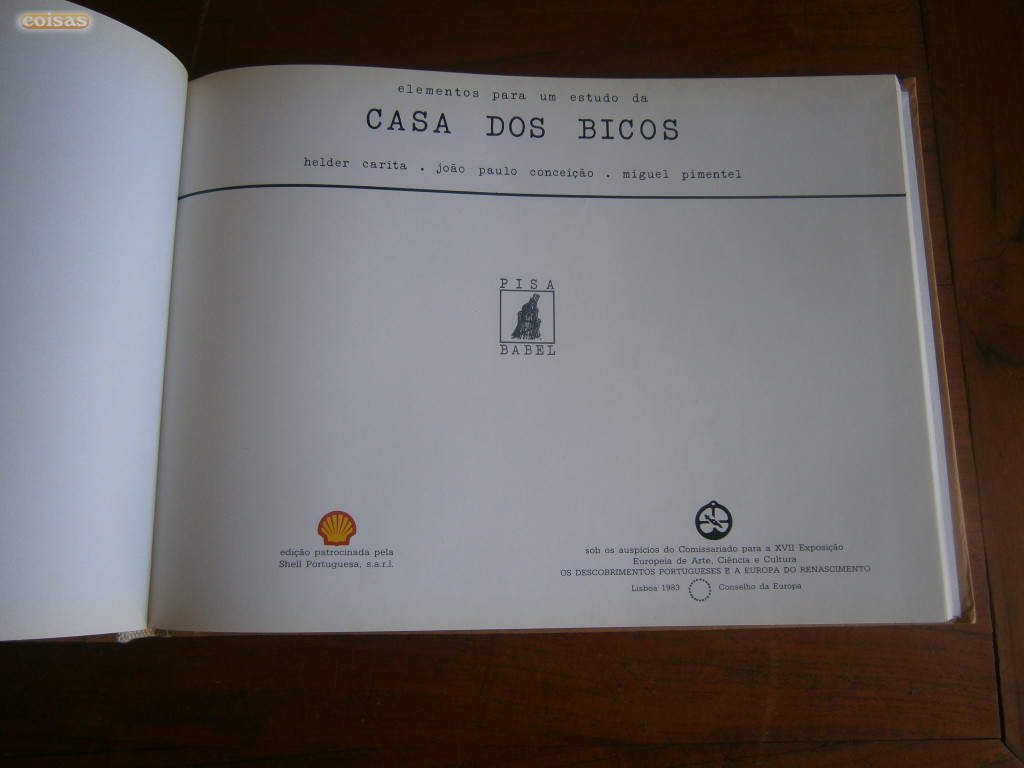 coisas
elementos para um estudo da
CASA DOS BICOS
helder carita . joão paulo conceição . miguel pimentel
PISA
BABEL
edição patrocinada pela
Shell Portuguesa, s.a.r.l.
sob os auspícios do Comissariado para a XVII Exposição
Europeia de Arte, Ciência e Cultura
OS DESCOBRIMENTOS PORTUGUESES E A EUROPA DO RENASCIMENTO
Lisboa 1983 Conselho da Europa